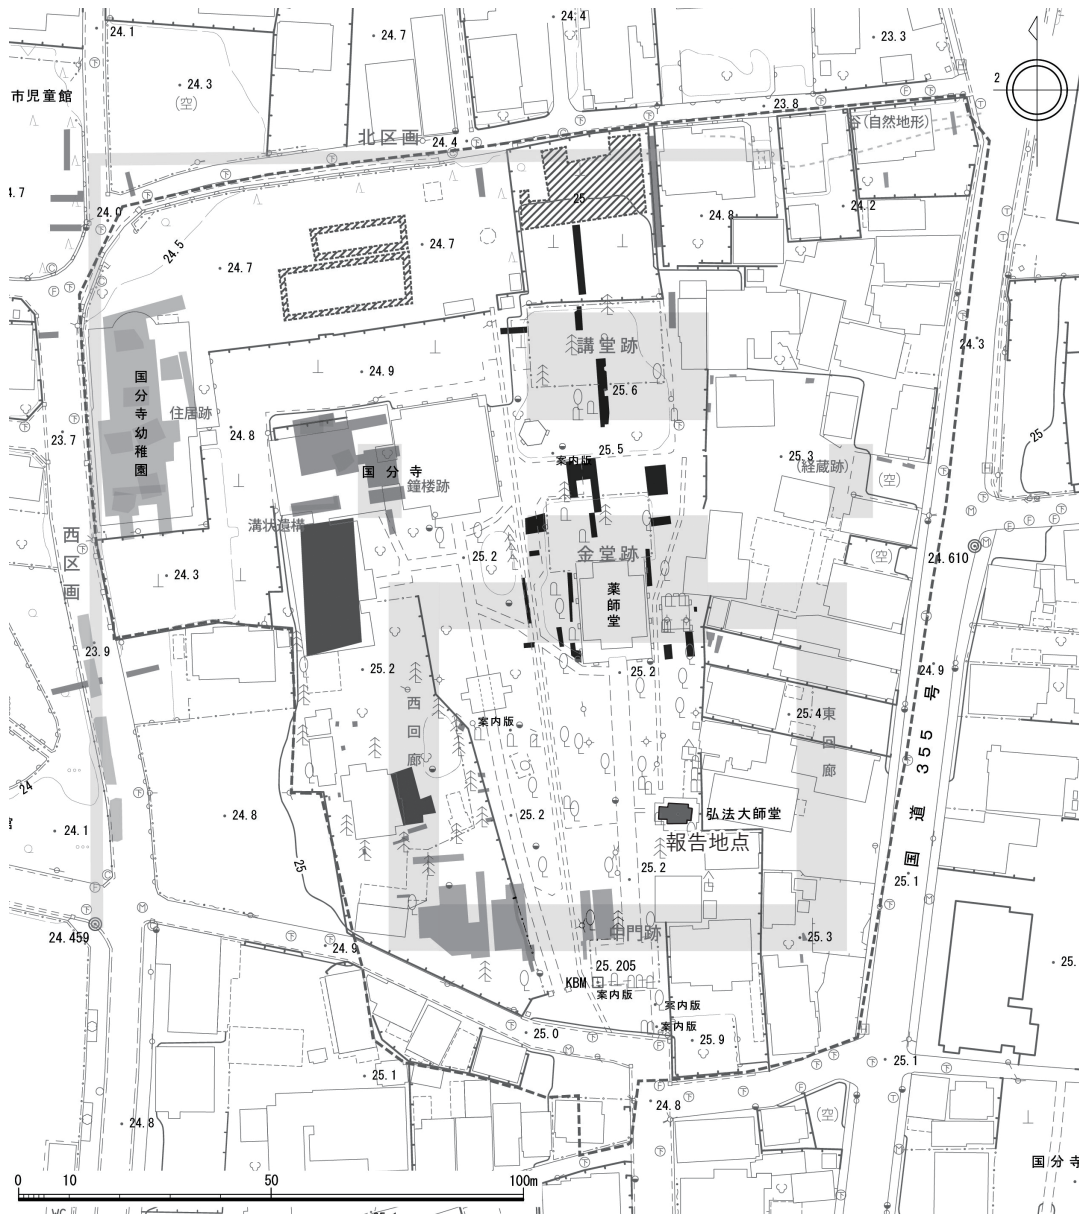 24.1
24.7
24.4
23.3
市児童館
24.3
(空)
23.8
2
北区画
24.4
谷(自然地形)
4.7
24.0
25
24.8
24.2
24.5
24.7
24.7
講堂跡
24.3
国分寺幼稚園
24.9
25.6
住居跡
23.7
24.8
25.5
案内版
25.3
(経蔵跡)
(空)
25
国分寺
鐘楼跡
溝状遺構
西区画
25.2
金堂跡
(空)
24.610
24.3
薬師堂
23.9
25.2
25.2
24.9
西回廊
案内版
25.4
東回廊
国道355号
24
24.8
25.2
弘法大師堂
報告地点
24.1
25
25.2
25.1
24.459
24.9
中門跡
25.3
25.205
KBM
案内版
案内版
案内版
25.0
25.9
25.
25.1
25.1
24.8
24.8
(空)
国分寺
0 10 50 100m